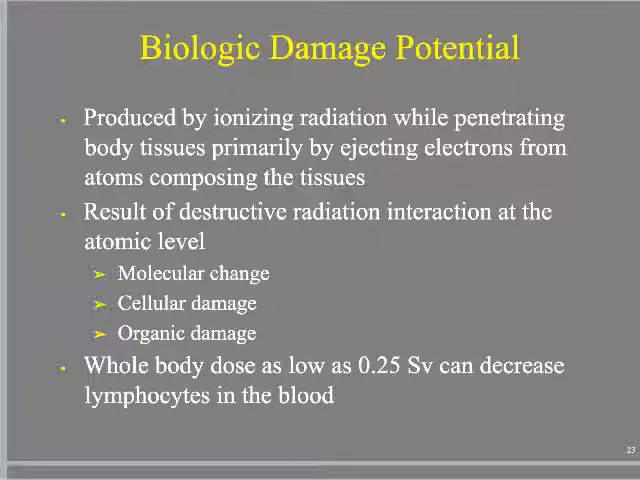 Biologic Damage Potential
• Produced by ionizing radiation while penetrating
body tissues primarily by ejecting electrons from
atoms composing the tissues
• Result of destructive radiation interaction at the
atomic level
➢ Molecular change
➢ Cellular damage
➢ Organic damage
• Whole body dose as low as 0.25 Sv can decrease
lymphocytes in the blood
23